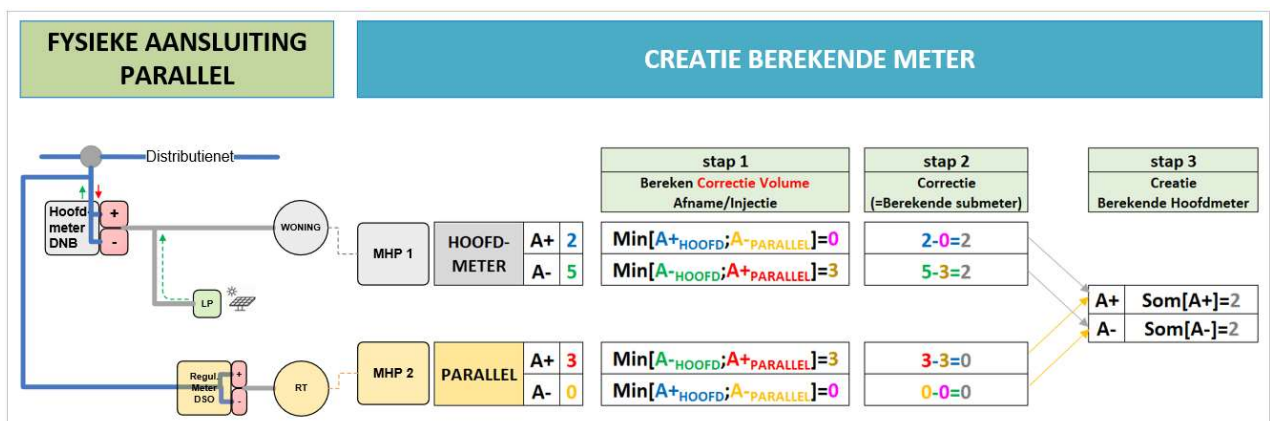 FYSIEKE AANSLUITING
PARALLEL
CREATIE BEREKENDE METER
Distributienet
stap 1
Bereken Correctie Volume
Afname/Injectie
stap 2
Correctie
(=Berekende submeter)
stap 3
Creatie
Berekende Hoofdmeter
Hoofd-
meter
DNB
+
-
WONING
LP
MHP 1
HOOFD-
METER
A+ 2
A- 5
Min[A+HOOFD;A-PARALLEL]=0
Min[A-HOOFD;A+PARALLEL]=3
2-0=2
5-3=2
A+ Som[A+]=2
A- Som[A-]=2
Regul.
Meter
DSO
+
-
RT
MHP 2
PARALLEL
A+ 3
A- 0
Min[A-HOOFD;A+PARALLEL]=3
Min[A+HOOFD;A-PARALLEL]=0
3-3=0
0-0=0